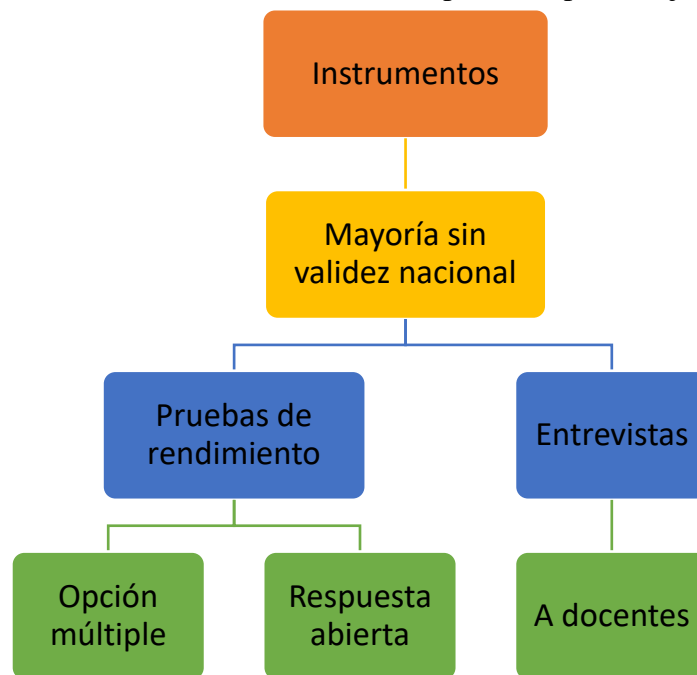 Instrumentos
Mayoría sin
validez nacional
Pruebas de
rendimiento
Entrevistas
Opción
múltiple
Respuesta
abierta
A docentes